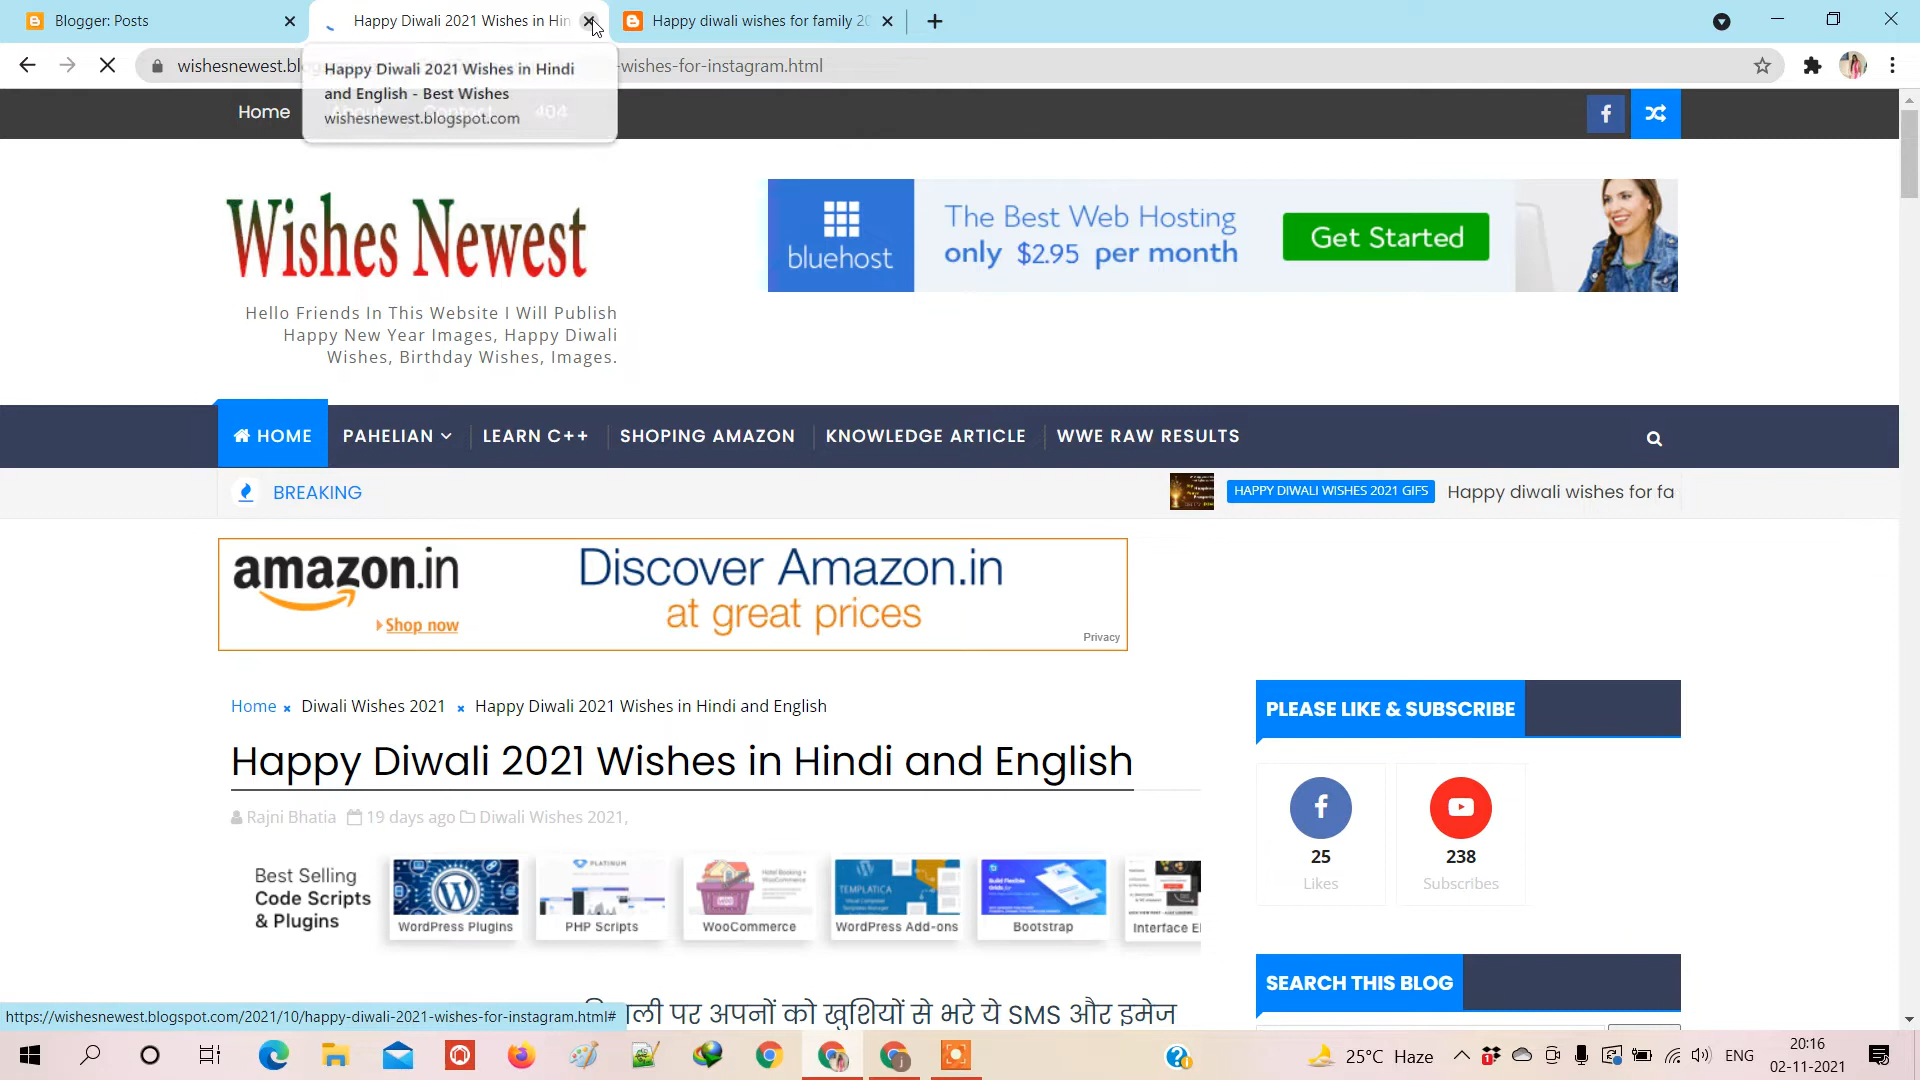 Blogger: Posts
Happy Diwali 2021 Wishes in Hin
Happy diwali wishes for family 20
wishesnewest.bl
-wishes-for-instagram.html
Happy Diwali 2021 Wishes in Hindi
and English - Best Wishes
wishesnewest.blogspot.com
Home
About
Contact
404
Wishes Newest
Hello Friends In This Website I Will Publish
Happy New Year Images, Happy Diwali
Wishes, Birthday Wishes, Images.
bluehost
The Best Web Hosting
only $2.95 per month
Get Started
HOME
PAHELIAN
LEARN C++
SHOPING AMAZON
KNOWLEDGE ARTICLE
WWE RAW RESULTS
BREAKING
HAPPY DIWALI WISHES 2021 GIFS
Happy diwali wishes for fa
amazon.in
Shop now
Discover Amazon.in
at great prices
Privacy
Home × Diwali Wishes 2021 × Happy Diwali 2021 Wishes in Hindi and English
Happy Diwali 2021 Wishes in Hindi and English
Rajni Bhatia 19 days ago Diwali Wishes 2021,
Best Selling
Code Scripts
& Plugins
WordPress Plugins
PHP Scripts
WooCommerce
WordPress Add-ons
Bootstrap
Interface El
PLEASE LIKE & SUBSCRIBE
25
Likes
238
Subscribes
SEARCH THIS BLOG
ली पर अपनों को खुशियों से भरे ये SMS और इमेज
https://wishesnewest.blogspot.com/2021/10/happy-diwali-2021-wishes-for-instagram.html#
25°C Haze
ENG
20:16
02-11-2021